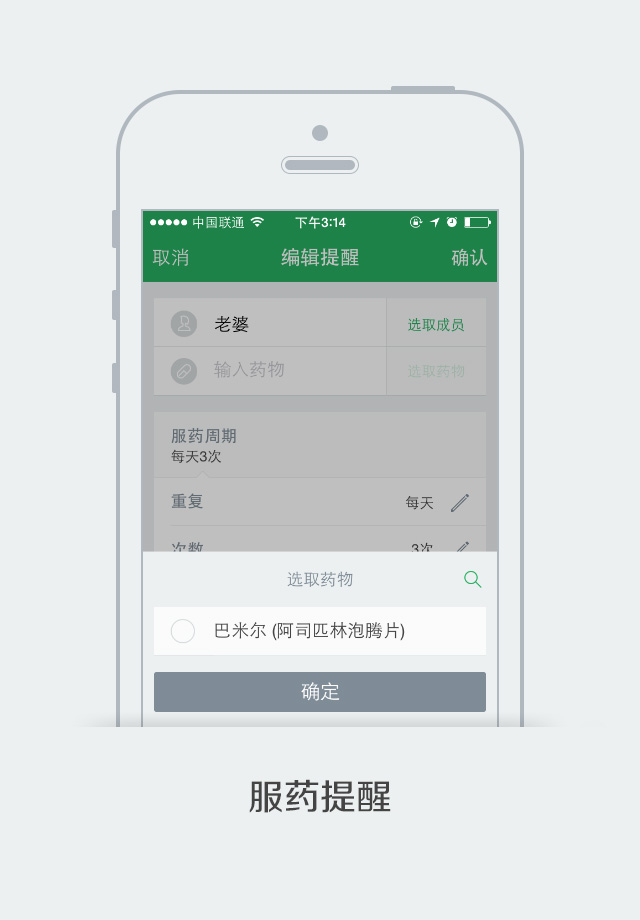 中国联通 下午3:14
取消 编辑提醒 确认
老婆 选取成员
输入药物 选取药物
服药周期
每天3次
重复 每天
次数 3次
选取药物
巴米尔 (阿司匹林泡腾片)
确定
服药提醒